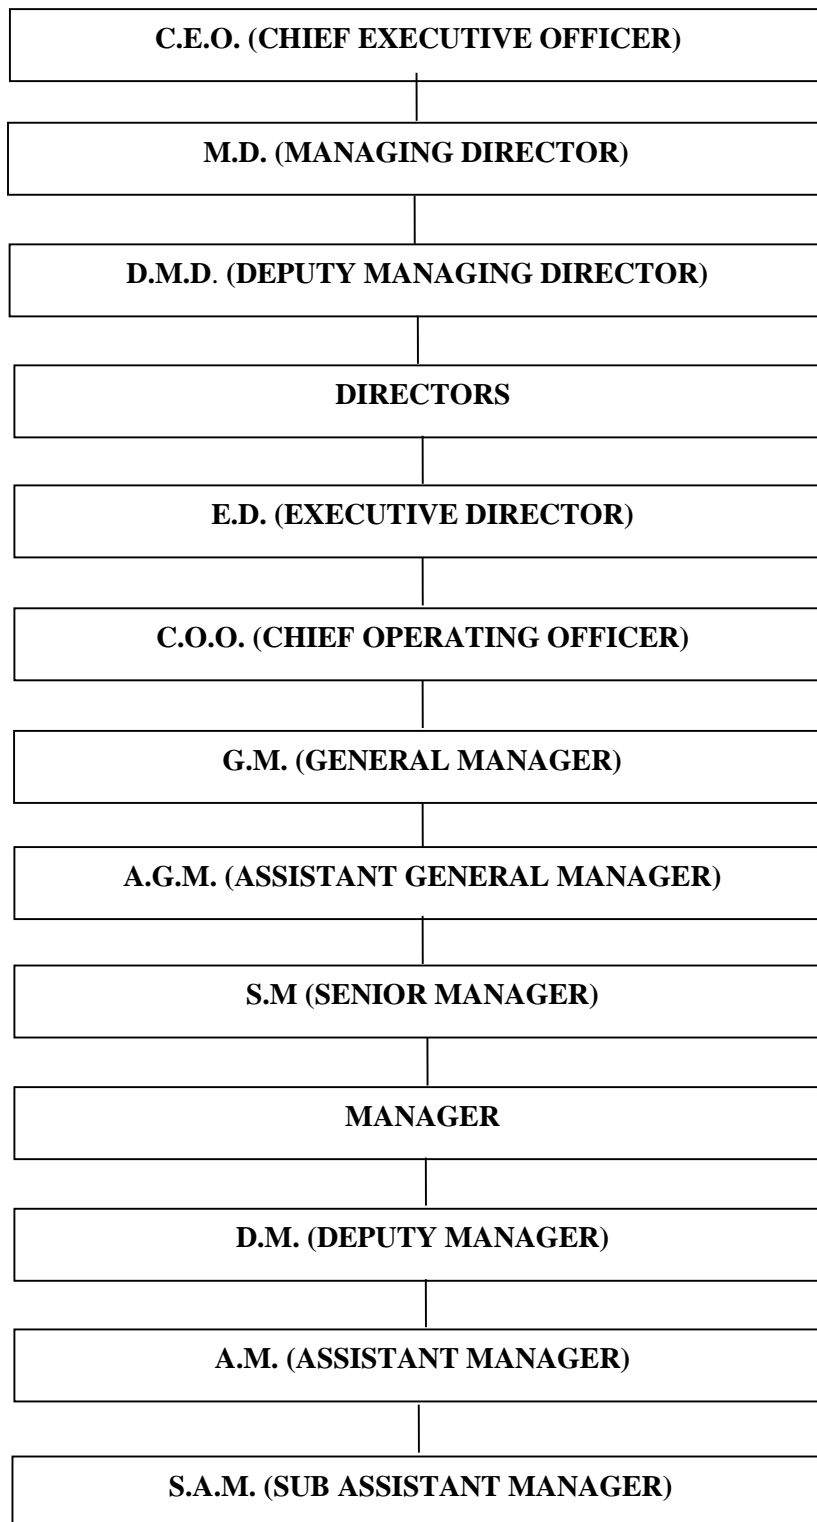 C.E.O. (CHIEF EXECUTIVE OFFICER)
M.D. (MANAGING DIRECTOR)
D.M.D. (DEPUTY MANAGING DIRECTOR)
DIRECTORS
E.D. (EXECUTIVE DIRECTOR)
C.O.O. (CHIEF OPERATING OFFICER)
G.M. (GENERAL MANAGER)
A.G.M. (ASSISTANT GENERAL MANAGER)
S.M (SENIOR MANAGER)
MANAGER
D.M. (DEPUTY MANAGER)
A.M. (ASSISTANT MANAGER)
S.A.M. (SUB ASSISTANT MANAGER)